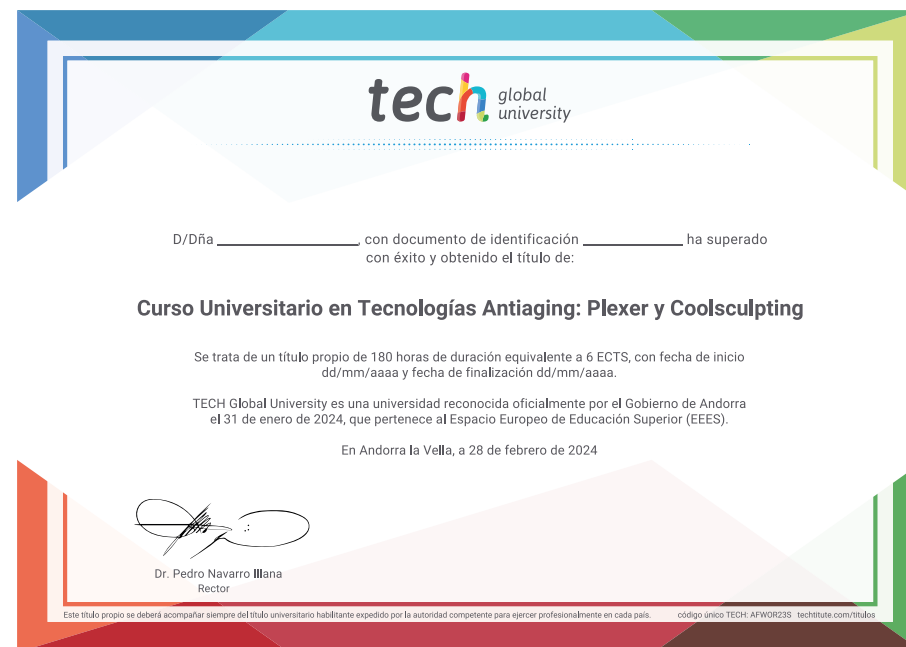 tech global university
D/Dña ____________________, con documento de identificación ______________ ha superado
con éxito y obtenido el título de:
Curso Universitario en Tecnologías Antiaging: Plexer y Coolsculpting
Se trata de un título propio de 180 horas de duración equivalente a 6 ECTS, con fecha de inicio
dd/mm/aaaa y fecha de finalización dd/mm/aaaa.
TECH Global University es una universidad reconocida oficialmente por el Gobierno de Andorra
el 31 de enero de 2024, que pertenece al Espacio Europeo de Educación Superior (EEES).
En Andorra la Vella, a 28 de febrero de 2024
Dr. Pedro Navarro Illana
Rector
Este título propio se deberá acompañar siempre del título universitario habilitante expedido por la autoridad competente para ejercer profesionalmente en cada país. código único TECH: AFWOR23S techtitute.com/titulos